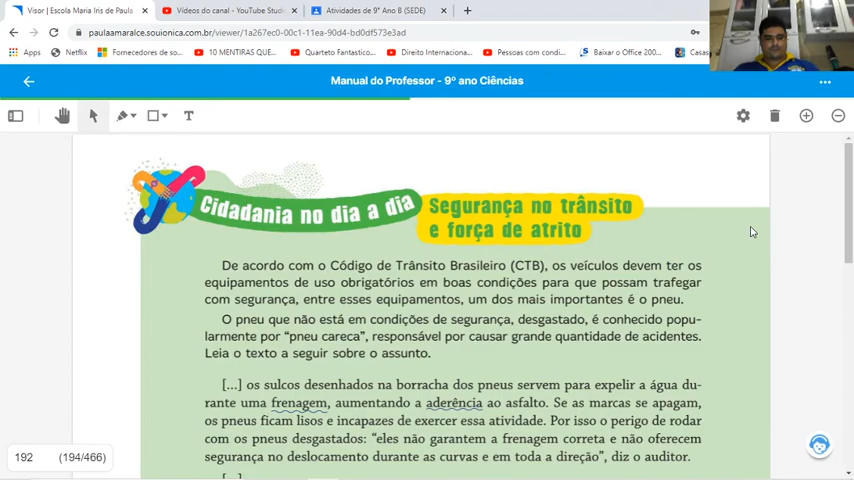 Visor | Escola Maria Iris de Paula
Vídeos do canal - YouTube Studi
Atividades de 9° Ano B (SEDE)
paulaamaralce.souionica.com.br/viewer/1a267ec0-00c1-11ea-90d4-bd0df573e3ad
Apps
Netflix
Fornecedores de so...
10 MENTIRAS QUE...
Quarteto Fantastico...
Direito Internacional...
Pessoas com condi...
Baixar o Office 200...
Casas
Manual do Professor - 9º ano Ciências
T
Cidadania no dia a dia
Segurança no trânsito
e força de atrito
De acordo com o Código de Trânsito Brasileiro (CTB), os veículos devem ter os
equipamentos de uso obrigatórios em boas condições para que possam trafegar
com segurança, entre esses equipamentos, um dos mais importantes é o pneu.
O pneu que não está em condições de segurança, desgastado, é conhecido popu-
larmente por “pneu careca”, responsável por causar grande quantidade de acidentes.
Leia o texto a seguir sobre o assunto.
[...] os sulcos desenhados na borracha dos pneus servem para expelir a água du-
rante uma frenagem, aumentando a aderência ao asfalto. Se as marcas se apagam,
os pneus ficam lisos e incapazes de exercer essa atividade. Por isso o perigo de rodar
com os pneus desgastados: “eles não garantem a frenagem correta e não oferecem
segurança no deslocamento durante as curvas e em toda a direção”, diz o auditor.
[...]
192 (194/466)